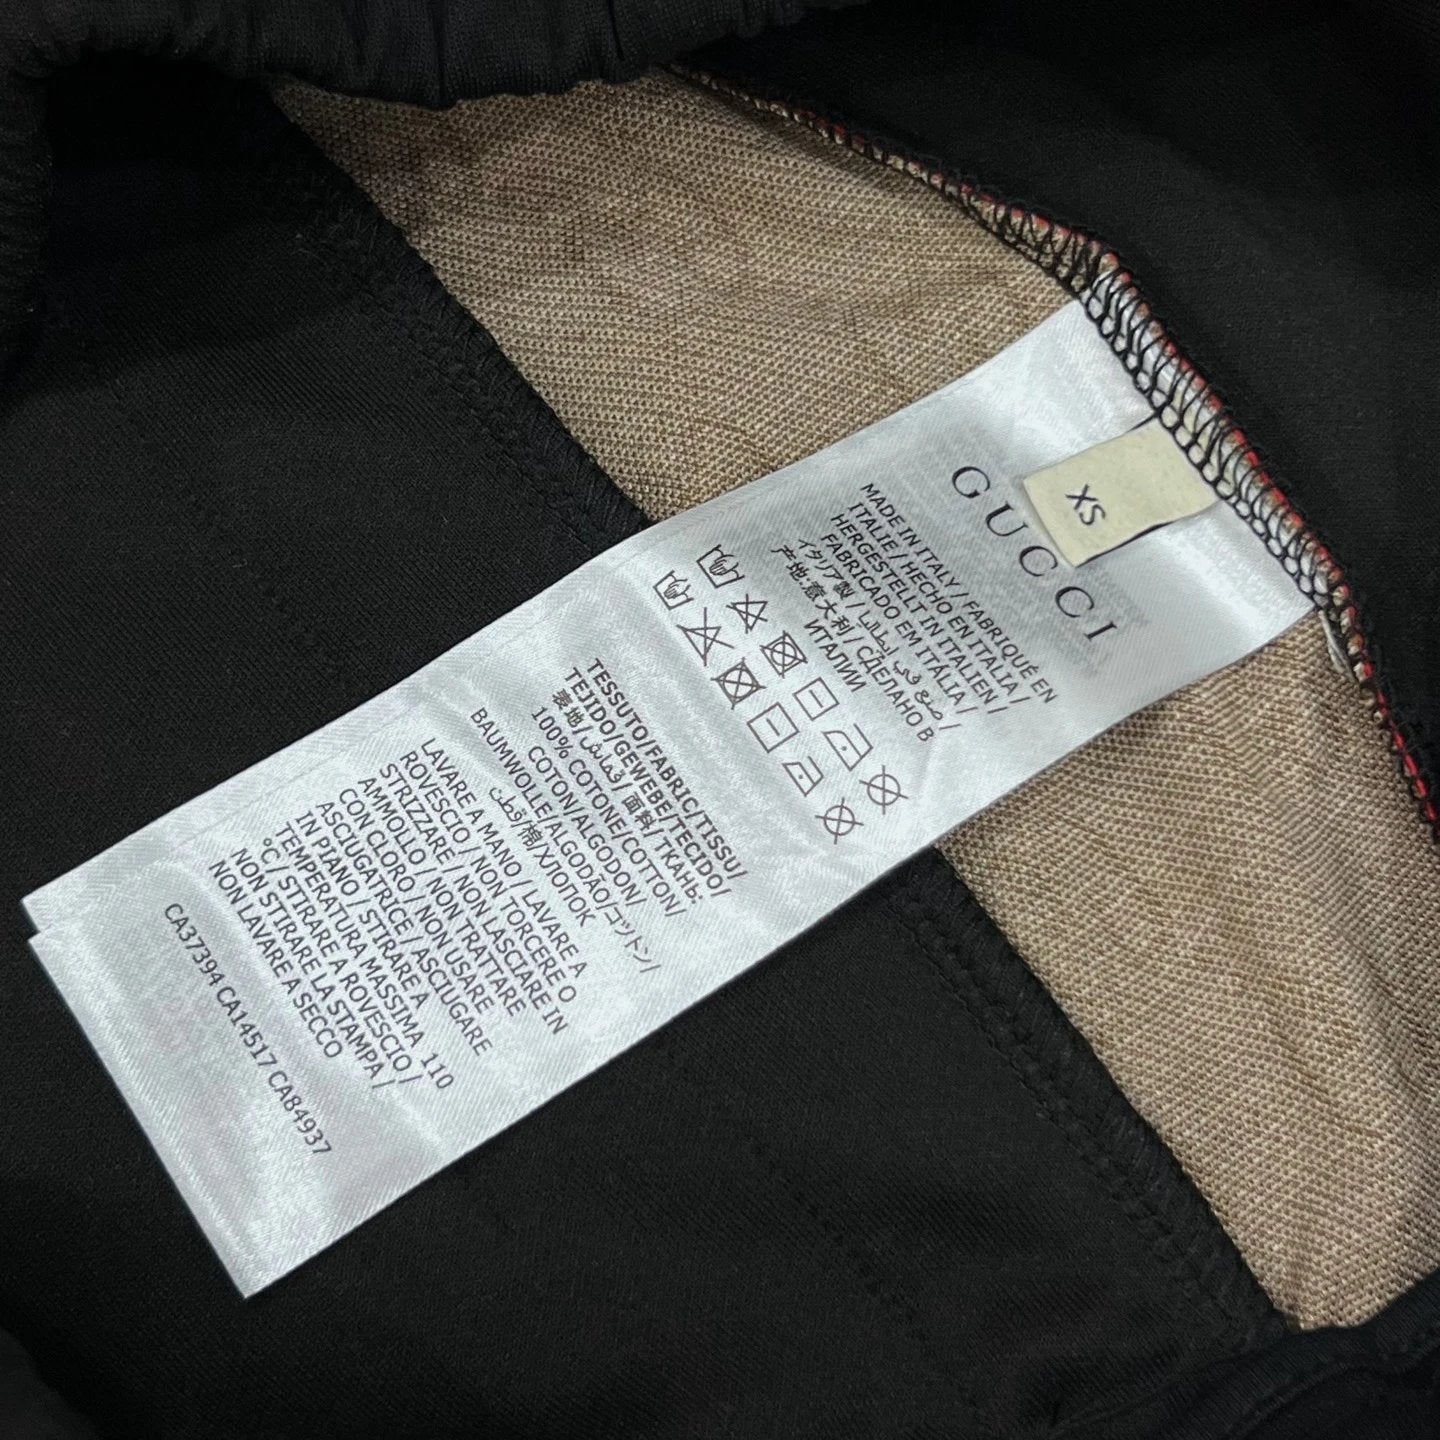 XS
GUCCI
MADE IN ITALY / FABRIQUÉ EN
ITALIE / HECHO EN ITALIA /
HERGESTELLT IN ITALIEN /
FABRICADO EM ITÁLIA /
イタリア製 / صنع في إيطاليا /
产地:意大利 / СДЕЛАНО В
ИТАЛИИ
TESSUTO/FABRIC/TISSU/
TEJIDO/GEWEBE/TECIDO/
表地/قماش/面料/ТКАНЬ:
100% COTONE/COTTON/
COTON/ALGODON/
BAUMWOLLE/ALGODÃO/コットン/
قطن/棉/ХЛОПОК
LAVARE A MANO / LAVARE A
ROVESCIO / NON TORCERE O
STRIZZARE / NON LASCIARE IN
AMMOLLO / NON TRATTARE
CON CLORO / NON USARE
ASCIUGATRICE / ASCIUGARE
IN PIANO / STIRARE A
TEMPERATURA MASSIMA 110
°C/ STIRARE A ROVESCIO /
NON STIRARE LA STAMPA /
NON LAVARE A SECCO
CA37394 CA14517 CA84937